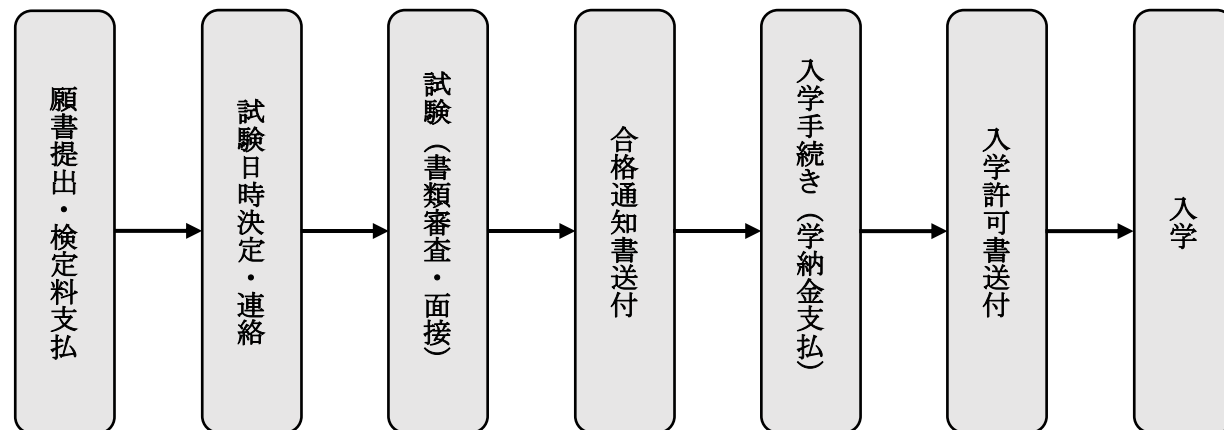 願書提出・検定料支払
試験日時決定・連絡
試験（書類審査・面接）
合格通知書送付
入学手続き（学納金支払）
入学許可書送付
入学